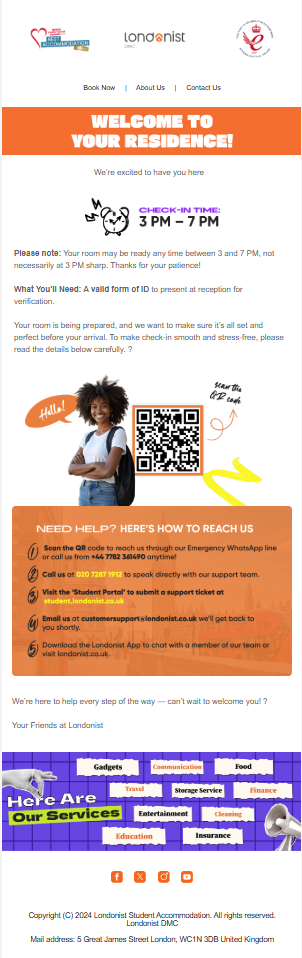 BEST
ACCOMMODATION
londonist
DMC
Book Now | About Us | Contact Us
WELCOME TO
YOUR RESIDENCE!
We're excited to have you here
CHECK-IN TIME:
3 PM – 7 PM
Please note: Your room may be ready any time between 3 and 7 PM, not
necessarily at 3 PM sharp. Thanks for your patience!
What You'll Need: A valid form of ID to present at reception for
verification.
Your room is being prepared, and we want to make sure it's all set and
perfect before your arrival. To make check-in smooth and stress-free, please
read the details below carefully. ?
Hello!
Scan the
QR code
NEED HELP? HERE'S HOW TO REACH US
1 Scan the QR code to reach us through our Emergency WhatsApp line
or call us from +44 7782 361490 anytime!
2 Call us at 020 7287 1912 to speak directly with our support team.
3 Visit the 'Student Portal' to submit a support ticket at
student.londonist.co.uk
4 Email us at customersupport@londonist.co.uk we'll get back to
you shortly.
5 Download the Londonist App to chat with a member of our team or
visit londonist.co.uk.
We're here to help every step of the way — can't wait to welcome you! ?
Your Friends at Londonist
Here Are
Our Services
Gadgets
Communication
Food
Travel
Storage Service
Finance
Entertainment
Cleaning
Education
Insurance
Copyright (C) 2024 Londonist Student Accommodation. All rights reserved.
Londonist DMC
Mail address: 5 Great James Street London, WC1N 3DB United Kingdom